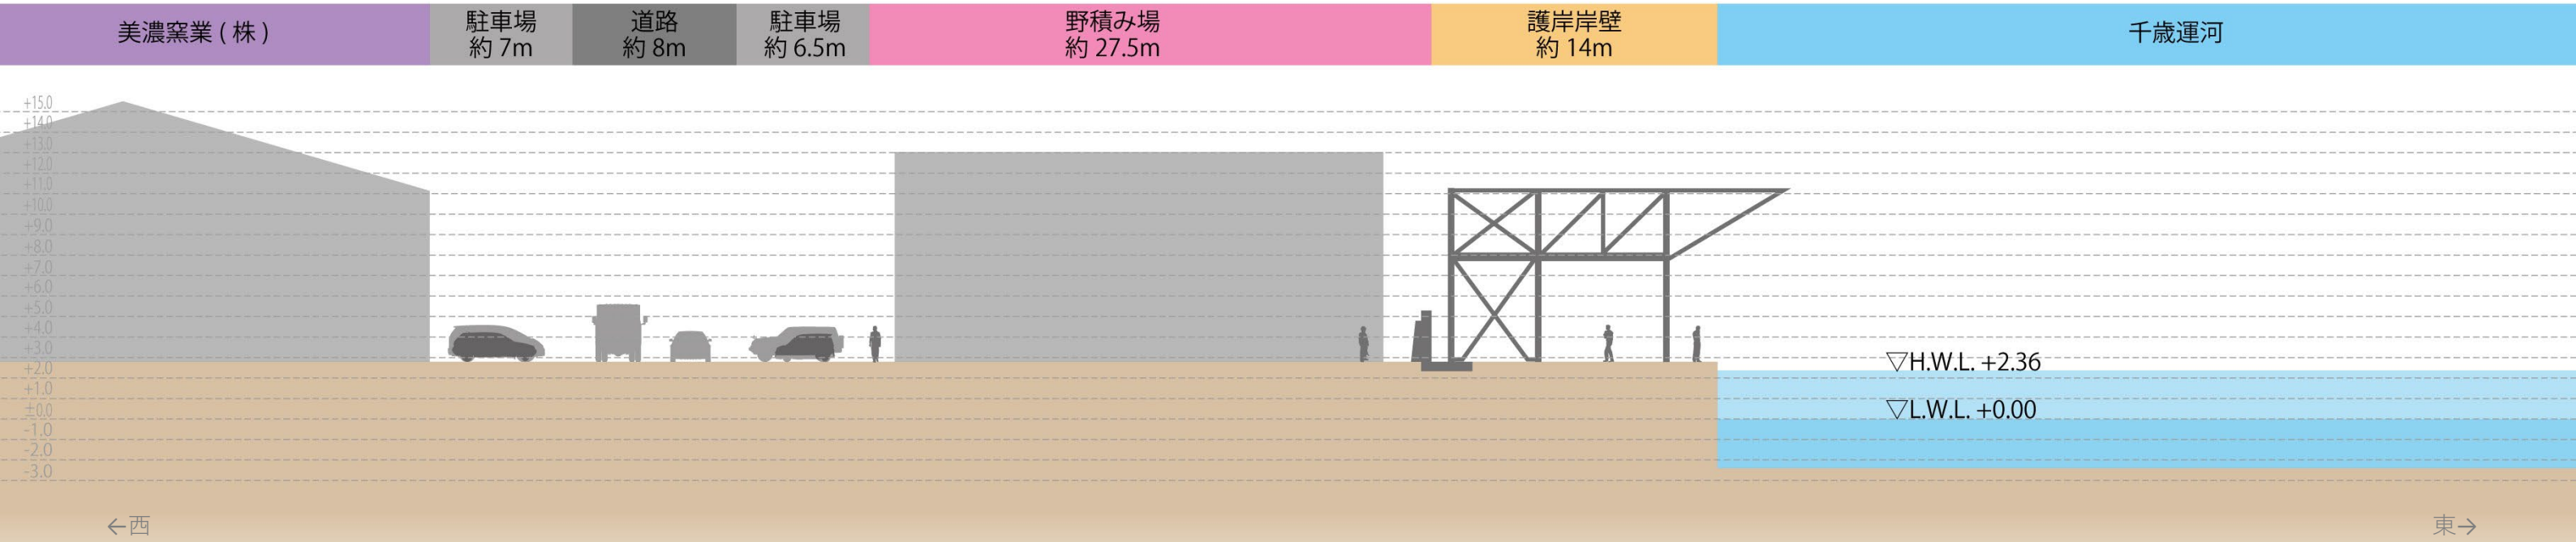 美濃窯業 ( 株 )
駐車場
約 7m
道路
約 8m
駐車場
約 6.5m
野積み場
約 27.5m
護岸岸壁
約 14m
千歳運河
+15.0
+14.0
+13.0
+12.0
+11.0
+10.0
+9.0
+8.0
+7.0
+6.0
+5.0
+4.0
+3.0
+2.0
+1.0
±0.0
-1.0
-2.0
-3.0
▽H.W.L. +2.36
▽L.W.L. +0.00
←西
東→